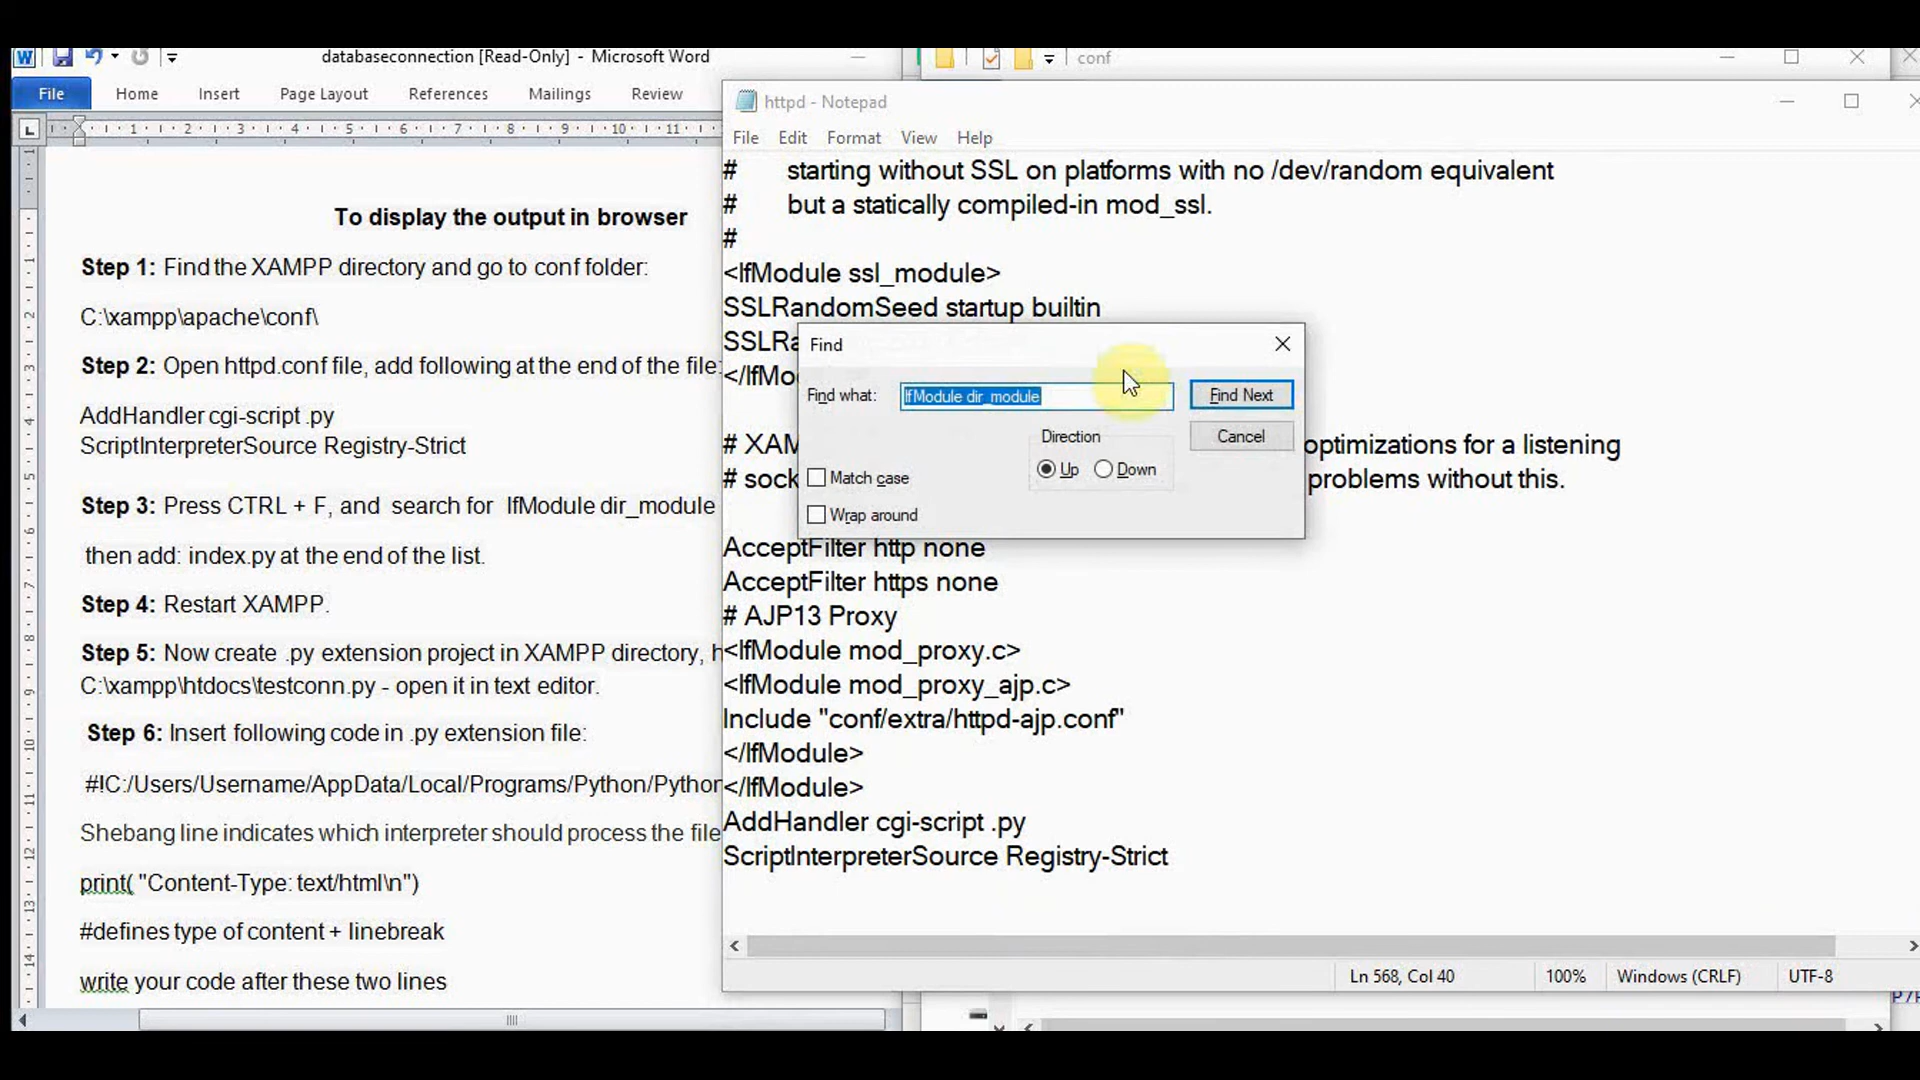 databaseconnection [Read-Only] - Microsoft Word
File Home Insert Page Layout References Mailings Review
1 2 3 4 5 6 7 8 9 10 11
To display the output in browser
Step 1: Find the XAMPP directory and go to conf folder:
C:\xampp\apache\conf\
Step 2: Open httpd.conf file, add following at the end of the file:
AddHandler cgi-script .py
ScriptInterpreterSource Registry-Strict
Step 3: Press CTRL + F, and search for IfModule dir_module
then add: index.py at the end of the list.
Step 4: Restart XAMPP.
Step 5: Now create .py extension project in XAMPP directory, h
C:\xampp\htdocs\testconn.py - open it in text editor.
Step 6: Insert following code in .py extension file:
#!C:/Users/Username/AppData/Local/Programs/Python/Python
Shebang line indicates which interpreter should process the file
print( "Content-Type: text/html\n")
#defines type of content + linebreak
write your code after these two lines
conf
httpd - Notepad
File Edit Format View Help
# starting without SSL on platforms with no /dev/random equivalent
# but a statically compiled-in mod_ssl.
#
<IfModule ssl_module>
SSLRandomSeed startup builtin
SSLRa
</IfMo
# XAM optimizations for a listening
# sock problems without this.
AcceptFilter http none
AcceptFilter https none
# AJP13 Proxy
<IfModule mod_proxy.c>
<IfModule mod_proxy_ajp.c>
Include "conf/extra/httpd-ajp.conf"
</IfModule>
</IfModule>
AddHandler cgi-script .py
ScriptInterpreterSource Registry-Strict
Ln 568, Col 40 100% Windows (CRLF) UTF-8
Find
Find what: IfModule dir_module Find Next
Direction Cancel
Up Down
Match case
Wrap around